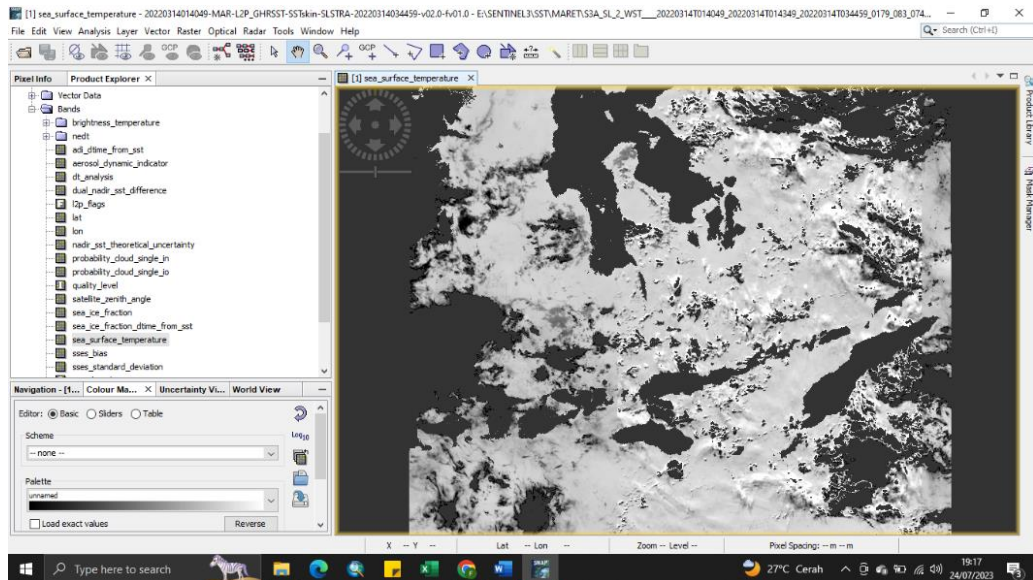 [1] sea_surface_temperature - 20220314014049-MAR-L2P_GHRSST-SSTskin-SLSTRA-20220314034459-v02.0-fv01.0 - E:\SENTINEL3\SST\MARET\S3A_SL_2_WST____20220314T014049_20220314T014349_20220314T034459_0179_083_074...
File Edit View Analysis Layer Vector Raster Optical Radar Tools Window Help
Search (Ctrl+I)
GCP
GCP
Pixel Info Product Explorer
[1] sea_surface_temperature
Vector Data
Bands
brightness_temperature
nedt
adi_dtime_from_sst
aerosol_dynamic_indicator
dt_analysis
dual_nadir_sst_difference
l2p_flags
lat
lon
nadir_sst_theoretical_uncertainty
probability_cloud_single_in
probability_cloud_single_io
quality_level
satellite_zenith_angle
sea_ice_fraction
sea_ice_fraction_dtime_from_sst
sea_surface_temperature
sses_bias
sses_standard_deviation
Product Library
Mask Manager
Navigation - [1... Colour Ma... Uncertainty Vi... World View
Editor: Basic Sliders Table
Scheme
-- none --
Log10
Palette
unnamed
Load exact values Reverse
X -- Y -- Lat -- Lon -- Zoom -- Level -- Pixel Spacing: -- m -- m
Type here to search
SNAP
27°C Cerah
19:17
24/07/2023